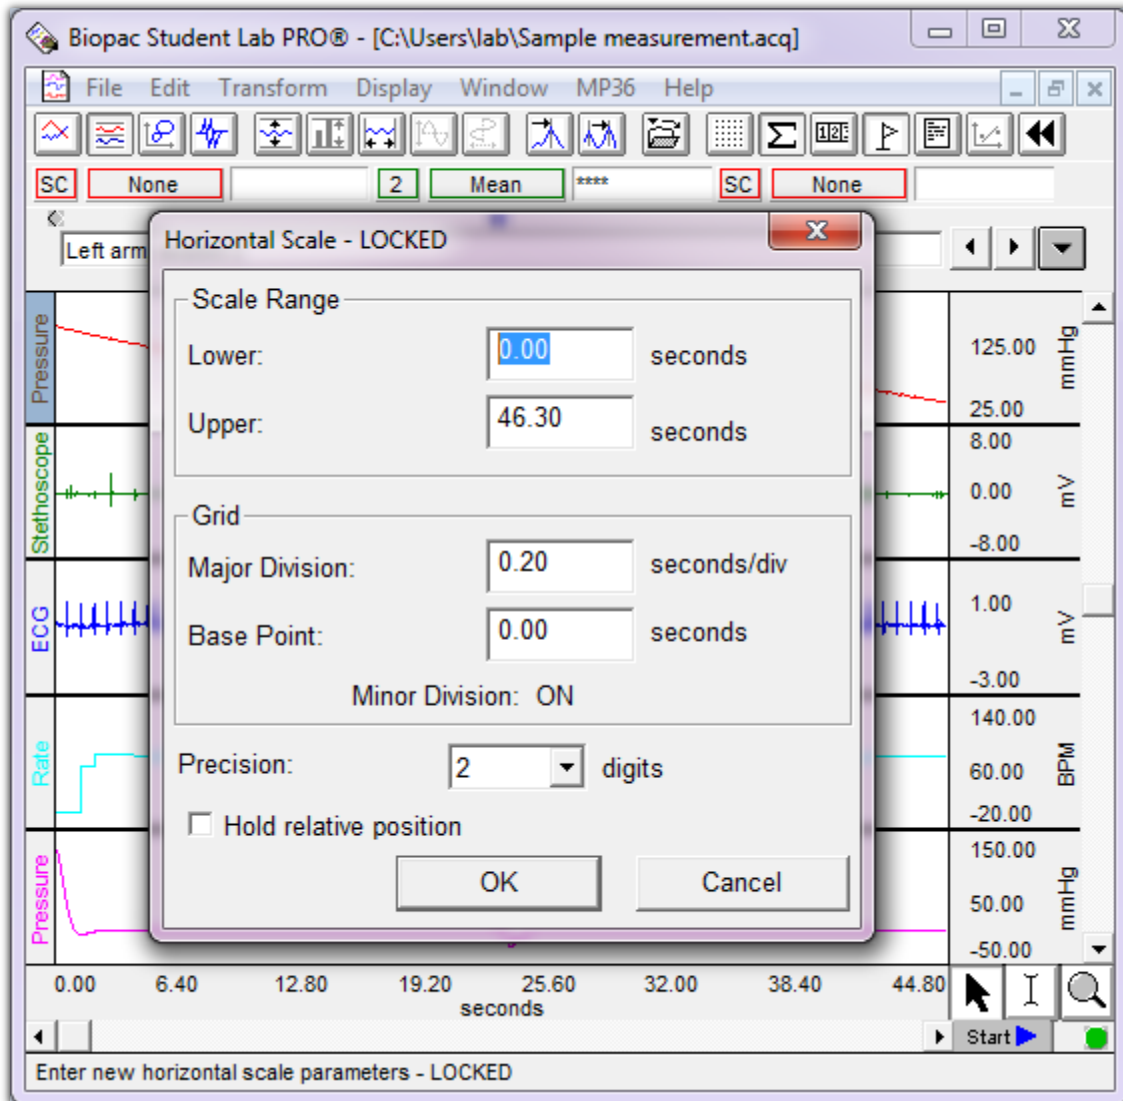 Biopac Student Lab PRO® - [C:\Users\lab\Sample measurement.acq]
File Edit Transform Display Window MP36 Help
SC None 2 Mean **** SC None
Left arm
Horizontal Scale - LOCKED
Scale Range
Lower: 0.00 seconds
Upper: 46.30 seconds
Grid
Major Division: 0.20 seconds/div
Base Point: 0.00 seconds
Minor Division: ON
Precision: 2 digits
Hold relative position
OK Cancel
Pressure
125.00
25.00
mmHg
Stethoscope
8.00
0.00
-8.00
mV
ECG
1.00
-3.00
mV
Rate
140.00
60.00
-20.00
BPM
Pressure
150.00
50.00
-50.00
mmHg
0.00 6.40 12.80 19.20 25.60 32.00 38.40 44.80
seconds
Start
Enter new horizontal scale parameters - LOCKED